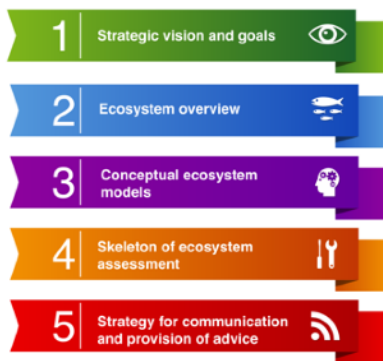 1 Strategic vision and goals
2 Ecosystem overview
3 Conceptual ecosystem
models
4 Skeleton of ecosystem
assessment
5 Strategy for communication
and provision of advice